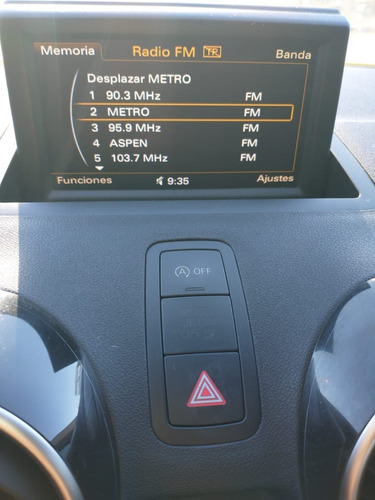 Memoria Radio FM TP Banda
Desplazar METRO
1 90.3 MHz FM
2 METRO FM
3 95.9 MHz FM
4 ASPEN FM
5 103.7 MHz FM
Funciones 9:35 Ajustes
A OFF